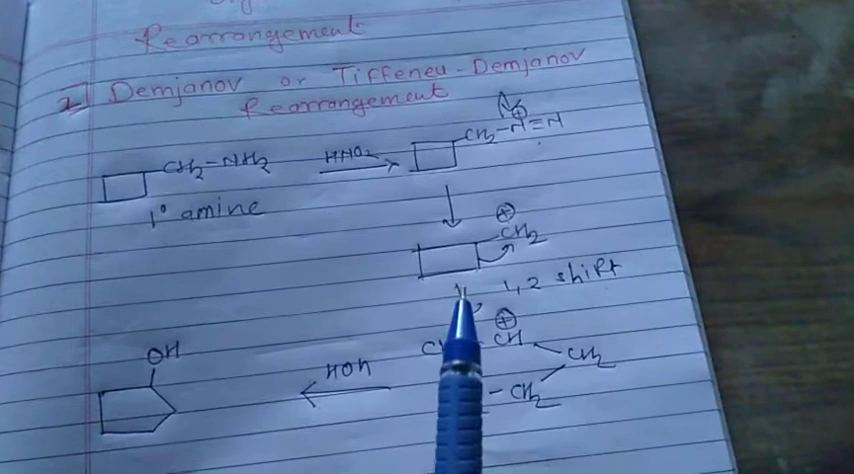 Rearrangement
2] Demjanov or Tiffeneu-Demjanov
Rearrangement
CH2-NH2 HNO2 CH2-N≡N
⊕
1° amine
⊕
CH2
1,2 shift
⊕
CH
CH2
OH
HOH
- CH2